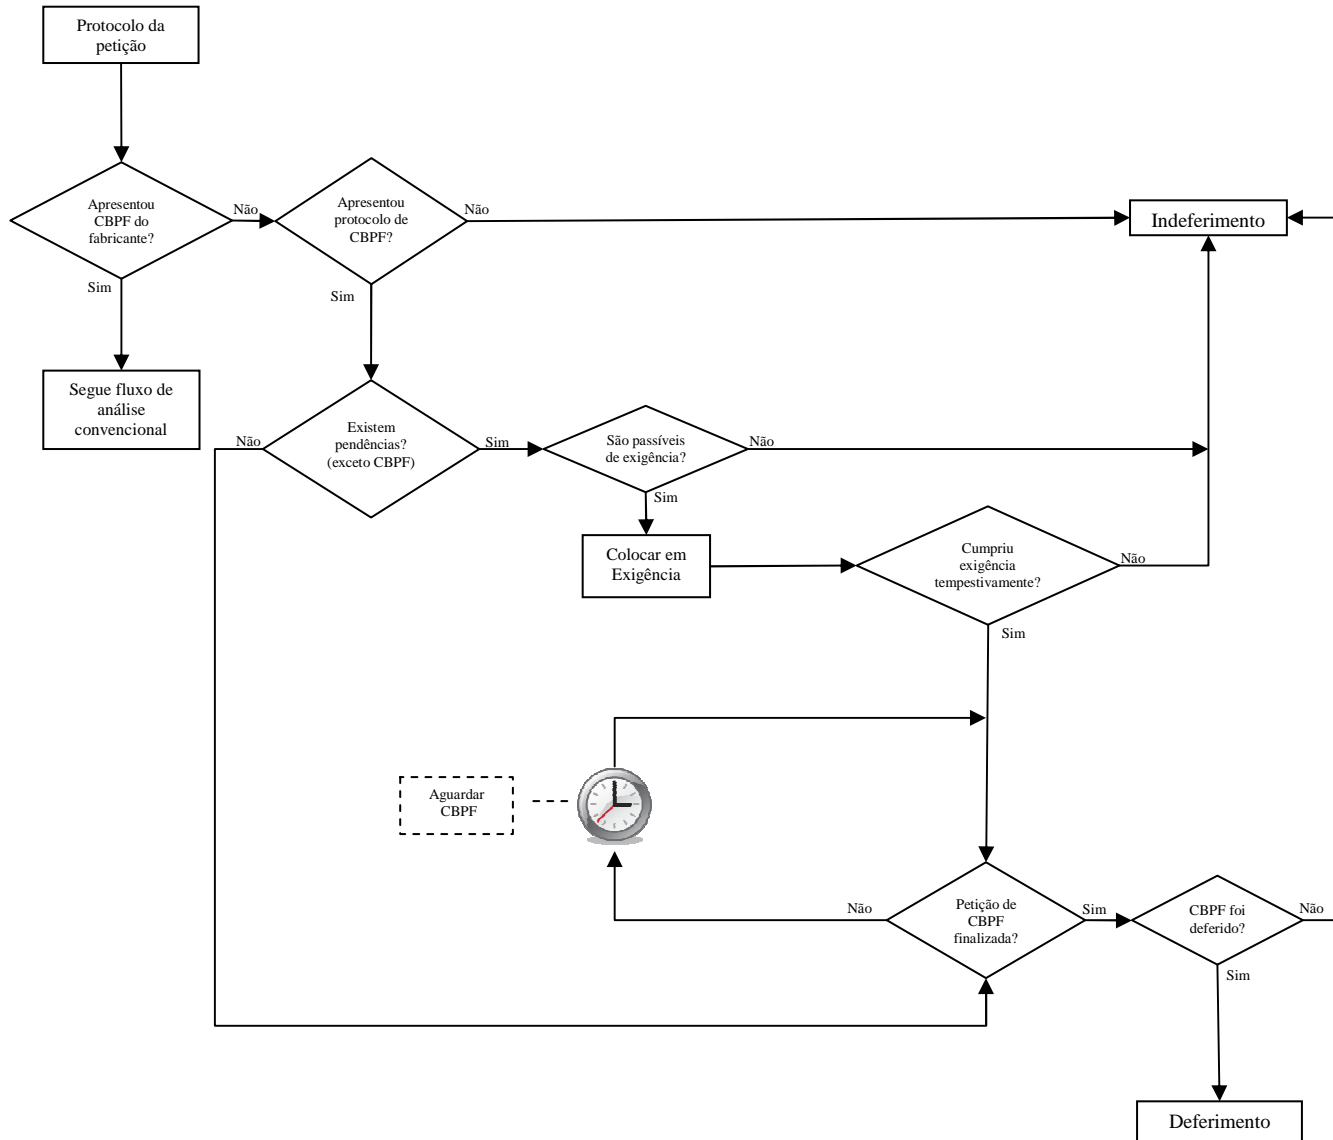 Protocolo da
petição
Apresentou
CBPF do
fabricante?
Não
Apresentou
protocolo de
CBPF?
Não
Indeferimento
Sim
Sim
Segue fluxo de
análise
convencional
Não
Existem
pendências?
(exceto CBPF)
Sim
São passíveis
de exigência?
Não
Sim
Colocar em
Exigência
Cumpriu
exigência
tempestivamente?
Não
Sim
Aguardar
CBPF
Não
Petição de
CBPF
finalizada?
Sim
CBPF foi
deferido?
Não
Sim
Deferimento